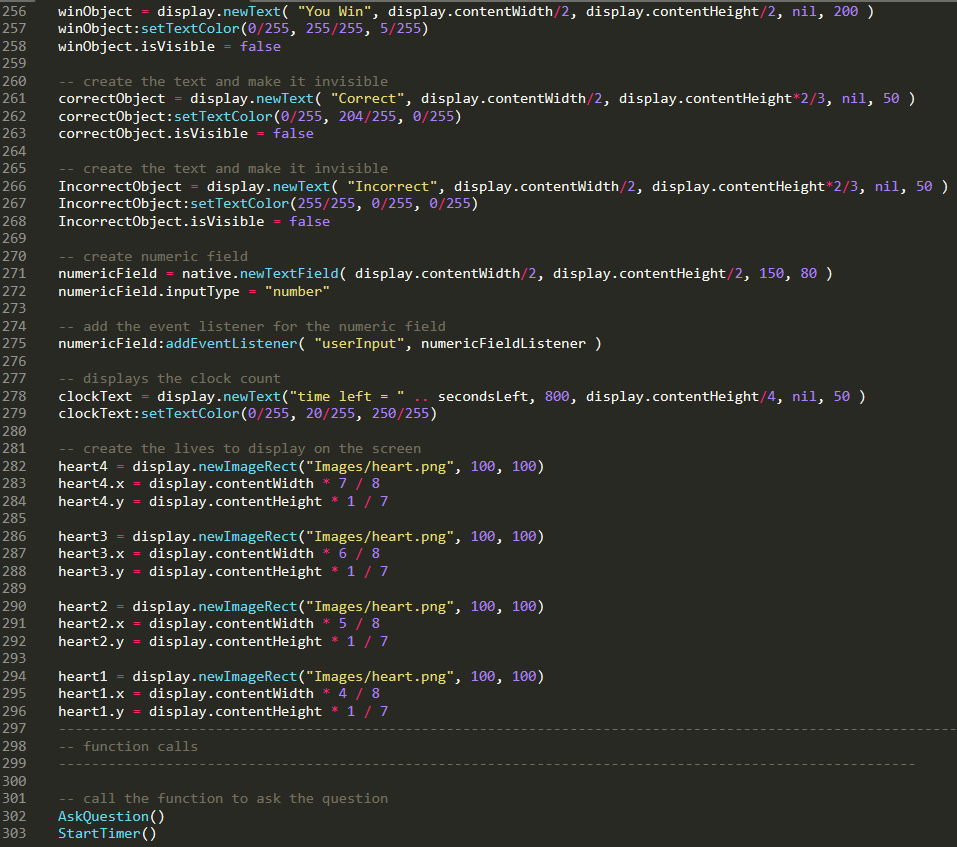 256 winObject = display.newText( "You Win", display.contentWidth/2, display.contentHeight/2, nil, 200 )
257 winObject:setTextColor(0/255, 255/255, 5/255)
258 winObject.isVisible = false
259
260 -- create the text and make it invisible
261 correctObject = display.newText( "Correct", display.contentWidth/2, display.contentHeight*2/3, nil, 50 )
262 correctObject:setTextColor(0/255, 204/255, 0/255)
263 correctObject.isVisible = false
264
265 -- create the text and make it invisible
266 IncorrectObject = display.newText( "Incorrect", display.contentWidth/2, display.contentHeight*2/3, nil, 50 )
267 IncorrectObject:setTextColor(255/255, 0/255, 0/255)
268 IncorrectObject.isVisible = false
269
270 -- create numeric field
271 numericField = native.newTextField( display.contentWidth/2, display.contentHeight/2, 150, 80 )
272 numericField.inputType = "number"
273
274 -- add the event listener for the numeric field
275 numericField:addEventListener( "userInput", numericFieldListener )
276
277 -- displays the clock count
278 clockText = display.newText("time left = " .. secondsLeft, 800, display.contentHeight/4, nil, 50 )
279 clockText:setTextColor(0/255, 20/255, 250/255)
280
281 -- create the lives to display on the screen
282 heart4 = display.newImageRect("Images/heart.png", 100, 100)
283 heart4.x = display.contentWidth * 7 / 8
284 heart4.y = display.contentHeight * 1 / 7
285
286 heart3 = display.newImageRect("Images/heart.png", 100, 100)
287 heart3.x = display.contentWidth * 6 / 8
288 heart3.y = display.contentHeight * 1 / 7
289
290 heart2 = display.newImageRect("Images/heart.png", 100, 100)
291 heart2.x = display.contentWidth * 5 / 8
292 heart2.y = display.contentHeight * 1 / 7
293
294 heart1 = display.newImageRect("Images/heart.png", 100, 100)
295 heart1.x = display.contentWidth * 4 / 8
296 heart1.y = display.contentHeight * 1 / 7
297 ------------------------------------------------------------------------------------------------------------
298 -- function calls
299 --------------------------------------------------------------------------------------------------------
300
301 -- call the function to ask the question
302 AskQuestion()
303 StartTimer()